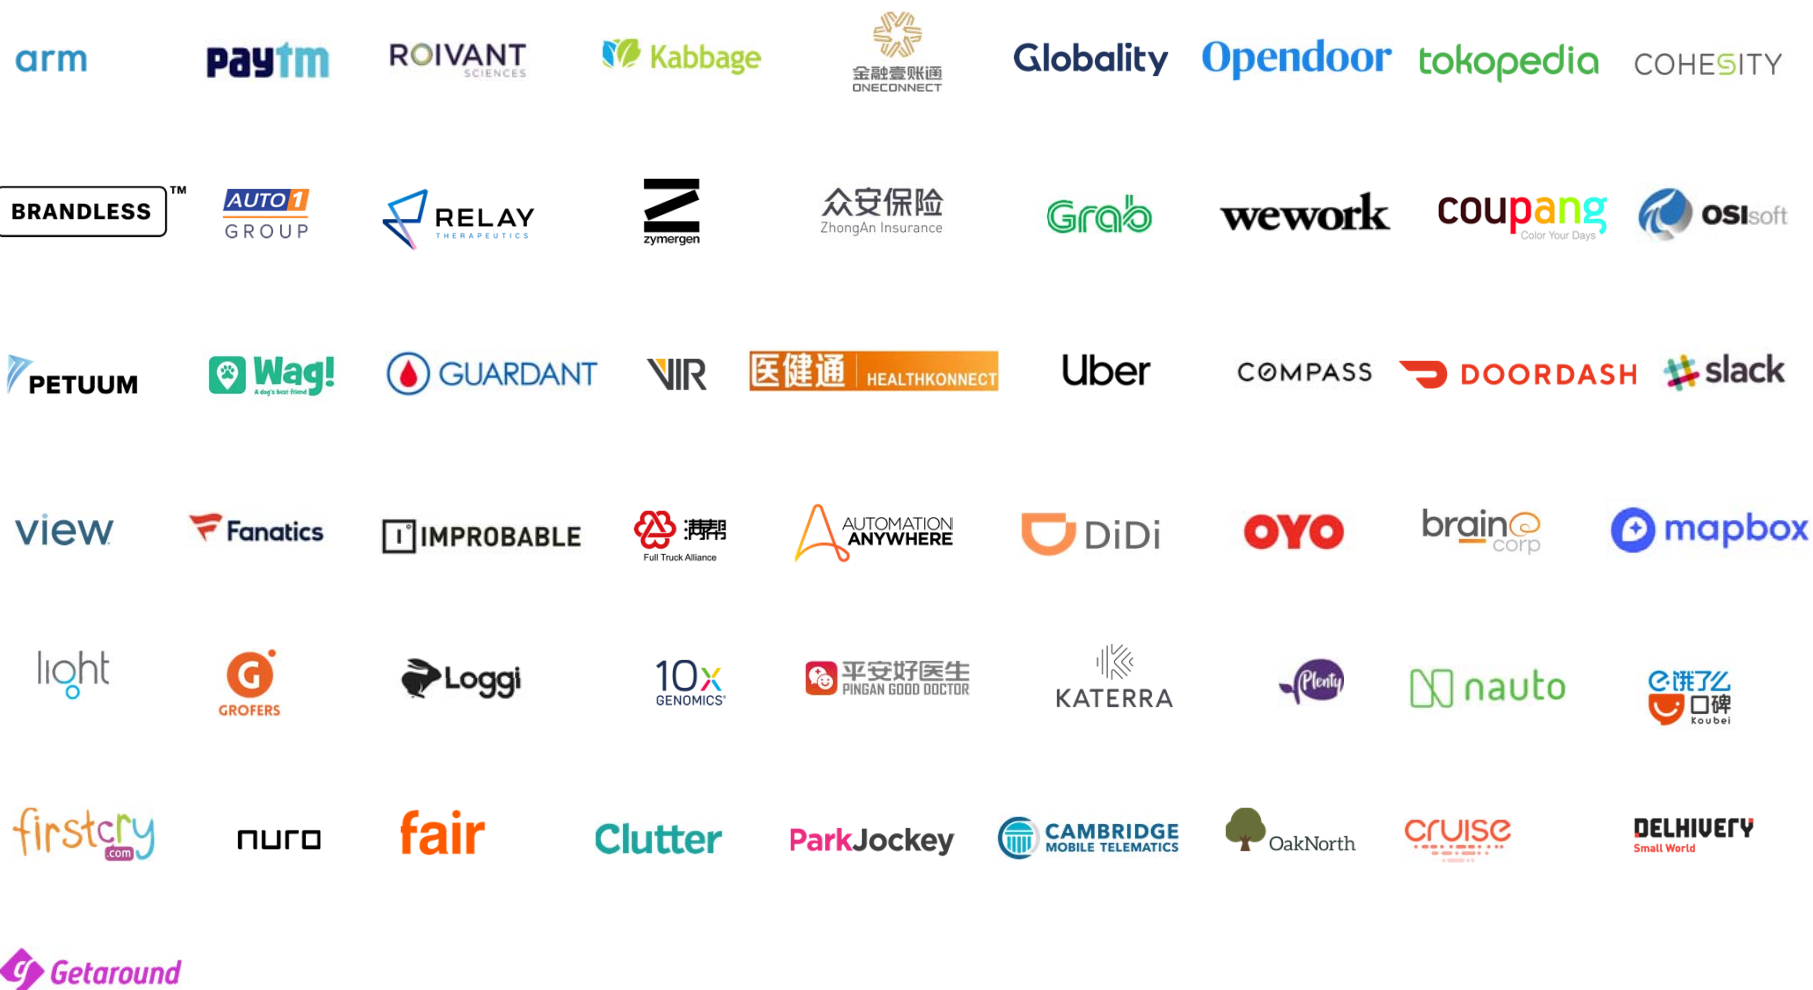 arm
paytm
ROIVANT
SCIENCES
Kabbage
金融壹账通
ONECONNECT
Globality
Opendoor
tokopedia
COHESITY
BRANDLESS
TM
AUTO1
GROUP
RELAY
THERAPEUTICS
zymergen
众安保险
ZhongAn Insurance
Grab
wework
coupang
Color Your Days
OSIsoft
PETUUM
Wag!
A dog's best friend
GUARDANT
VIR
医健通
HEALTHKONNECT
Uber
COMPASS
DOORDASH
slack
view
Fanatics
IMPROBABLE
满帮
Full Truck Alliance
AUTOMATION
ANYWHERE
DiDi
OYO
brain
corp
mapbox
light
G
GROFERS
Loggi
10x
GENOMICS
平安好医生
PINGAN GOOD DOCTOR
KATERRA
Plenty
nauto
饿了么
口碑
Koubei
firstcry
.com
nuro
fair
Clutter
ParkJockey
CAMBRIDGE
MOBILE TELEMATICS
OakNorth
cruise
DELHIVERY
Small World
Getaround